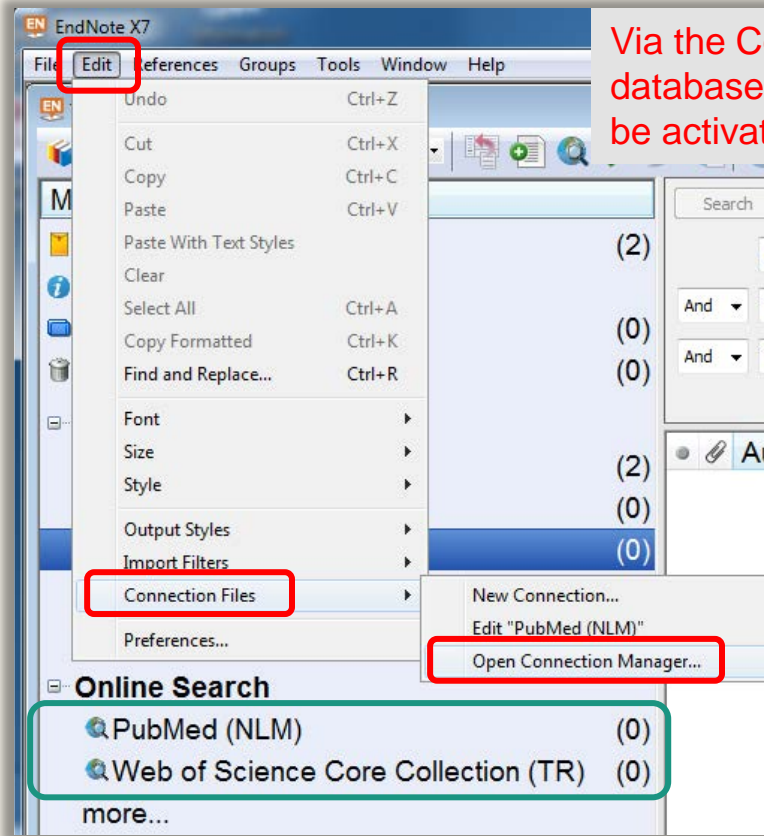 EndNote X7
Via the C
database
be activat
File Edit References Groups Tools Window Help
Undo Ctrl+Z
Cut Ctrl+X
Copy Ctrl+C
Paste Ctrl+V
Paste With Text Styles
Clear
Select All Ctrl+A
Copy Formatted Ctrl+K
Find and Replace... Ctrl+R
Font
Size
Style
Output Styles
Import Filters
Connection Files
Preferences...
New Connection...
Edit "PubMed (NLM)"
Open Connection Manager...
M
(2)
(0)
(0)
(2)
(0)
(0)
Search
And
And
Au
Online Search
PubMed (NLM) (0)
Web of Science Core Collection (TR) (0)
more...